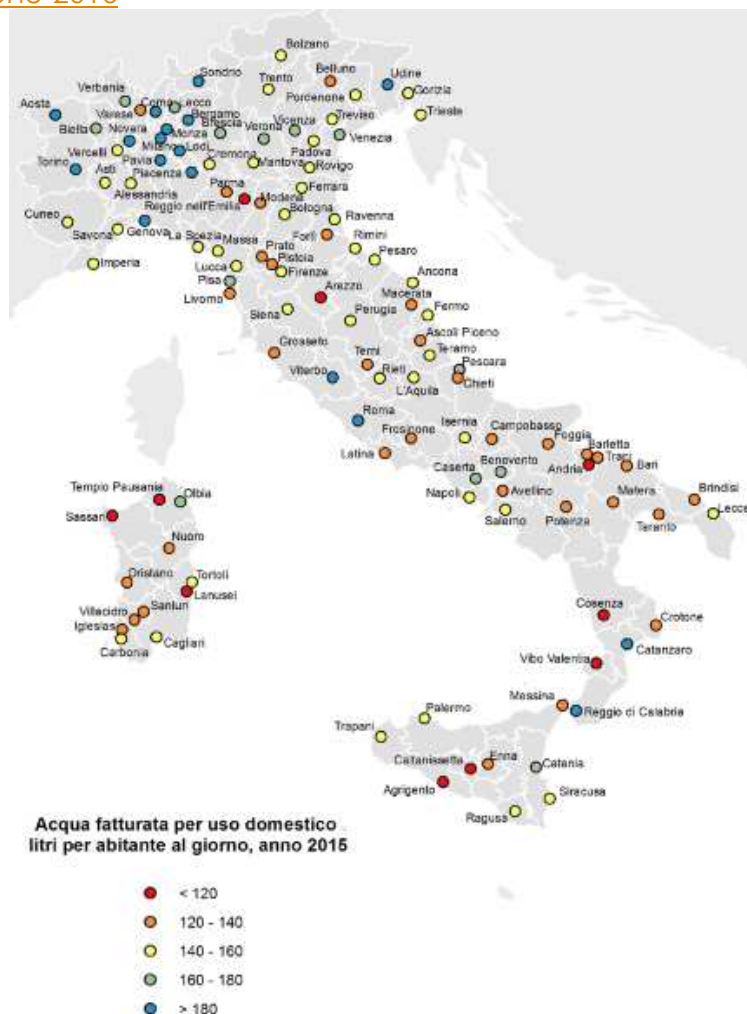 Bolzano
Sondrio
Belluno
Udine
Verbania
Trento
Pordenone
Gorizia
Aosta
Varese
Como
Lecco
Bergamo
Vicenza
Treviso
Trieste
Biella
Novara
Monza
Brescia
Verona
Venezia
Vercelli
Milano
Lodi
Cremona
Padova
Torino
Pavia
Mantova
Rovigo
Asti
Piacenza
Parma
Ferrara
Alessandria
Reggio nell'Emilia
Modena
Cuneo
Bologna
Ravenna
Savona
Genova
La Spezia
Massa
Forlì
Rimini
Imperia
Prato
Pesaro
Lucca
Pistoia
Firenze
Ancona
Pisa
Arezzo
Macerata
Livorno
Siena
Perugia
Fermo
Grosseto
Ascoli Piceno
Terni
Teramo
Viterbo
Rieti
Pescara
L'Aquila
Chieti
Roma
Isernia
Campobasso
Frosinone
Foggia
Barletta
Latina
Trani
Caserta
Benevento
Andria
Bari
Tempio Pausania
Olbia
Avellino
Matera
Brindisi
Napoli
Sassari
Salerno
Potenza
Taranto
Lecce
Nuoro
Oristano
Tortolì
Lanusei
Villacidro
Sanluri
Cosenza
Iglesias
Crotone
Carbonia
Cagliari
Catanzaro
Vibo Valentia
Messina
Reggio di Calabria
Palermo
Trapani
Caltanissetta
Enna
Catania
Agrigento
Siracusa
Ragusa
Acqua fatturata per uso domestico
litri per abitante al giorno, anno 2015
< 120
120 - 140
140 - 160
160 - 180
> 180